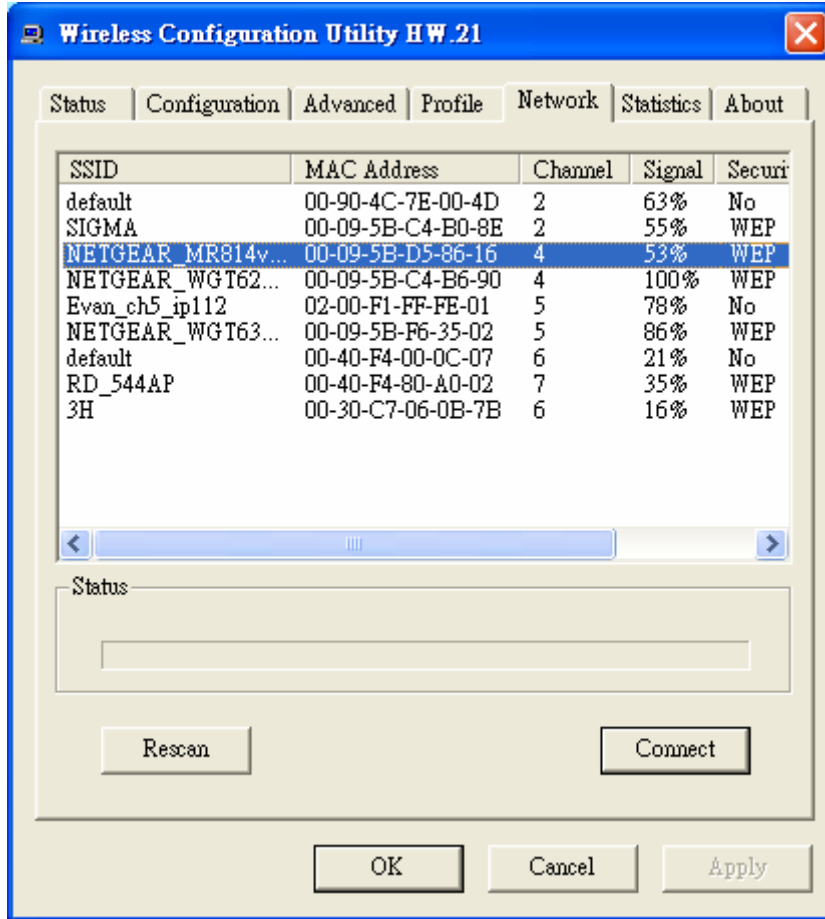 Wireless Configuration Utility HW.21
Status Configuration Advanced Profile Network Statistics About
SSID MAC Address Channel Signal Securit
default 00-90-4C-7E-00-4D 2 63% No
SIGMA 00-09-5B-C4-B0-8E 2 55% WEP
NETGEAR_MR814v... 00-09-5B-D5-86-16 4 53% WEP
NETGEAR_WGT62... 00-09-5B-C4-B6-90 4 100% WEP
Evan_ch5_ip112 02-00-F1-FF-FE-01 5 78% No
NETGEAR_WGT63... 00-09-5B-F6-35-02 5 86% WEP
default 00-40-F4-00-0C-07 6 21% No
RD_544AP 00-40-F4-80-A0-02 7 35% WEP
3H 00-30-C7-06-0B-7B 6 16% WEP
Status
Rescan Connect
OK Cancel Apply